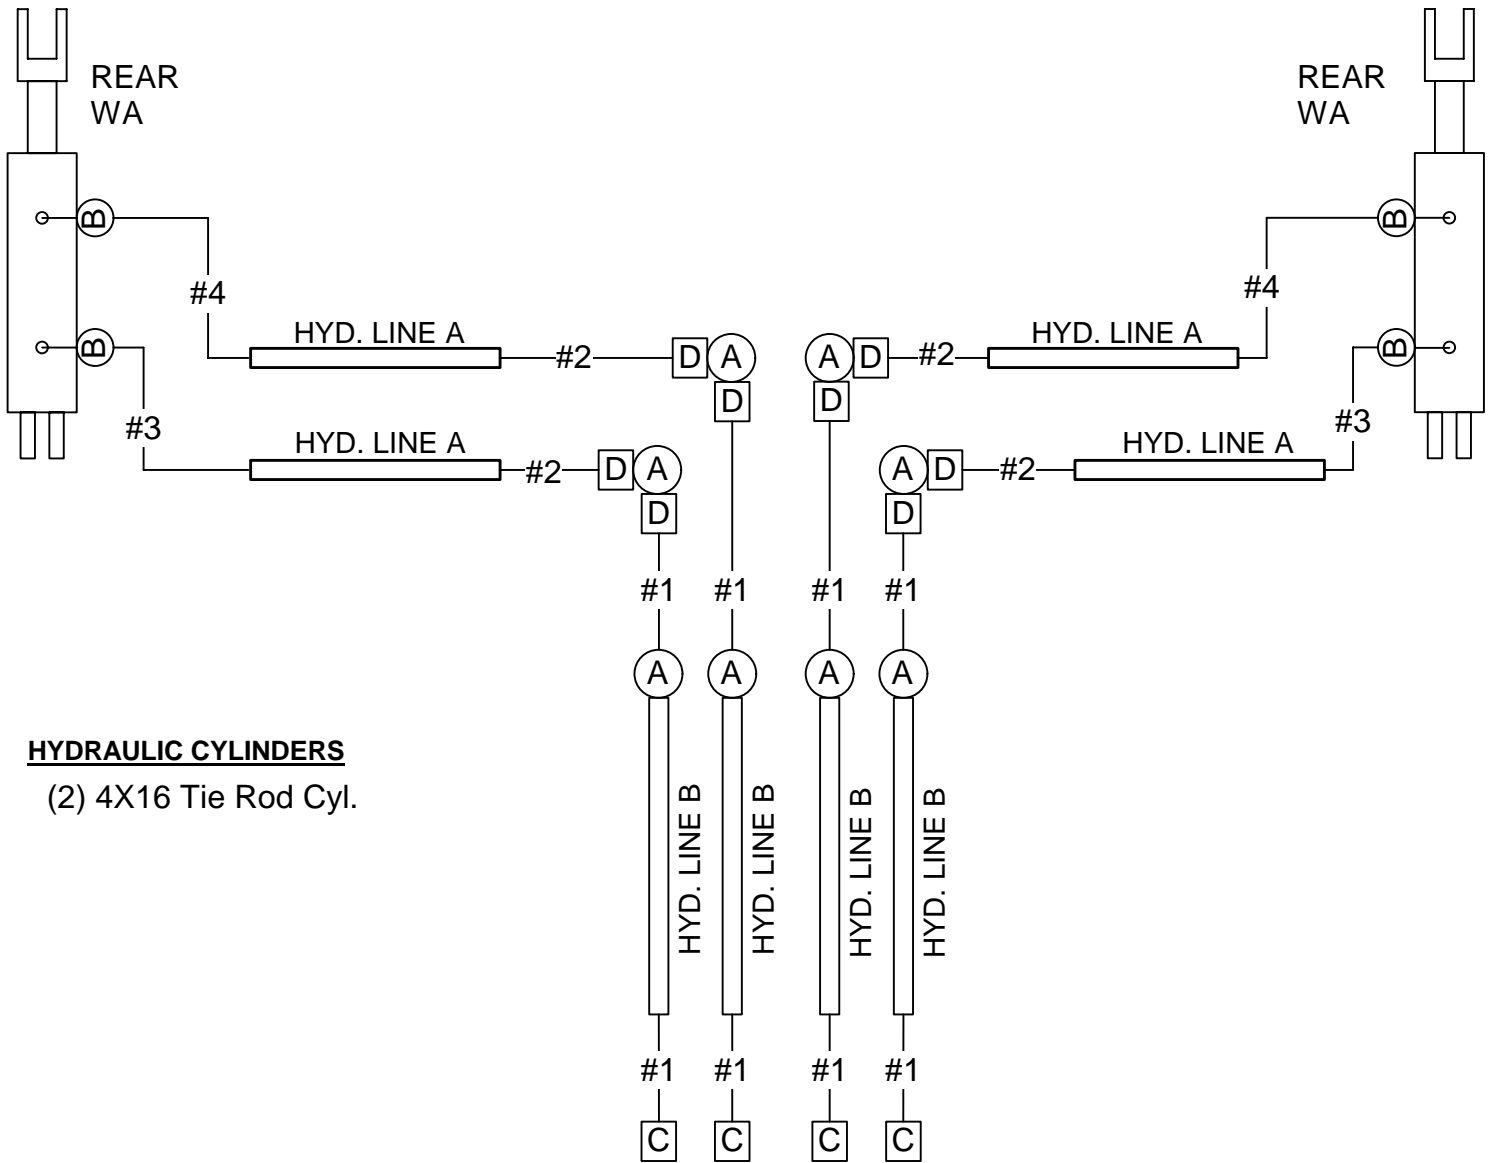 REAR
WA
REAR
WA
B
B
#4
#4
HYD. LINE A
#2
D
A
A
D
#2
HYD. LINE A
B
B
D
D
#3
#3
HYD. LINE A
#2
D
A
A
D
#2
HYD. LINE A
D
D
#1
#1
#1
#1
A
A
A
A
HYDRAULIC CYLINDERS
(2) 4X16 Tie Rod Cyl.
HYD. LINE B
HYD. LINE B
HYD. LINE B
HYD. LINE B
#1
#1
#1
#1
C
C
C
C